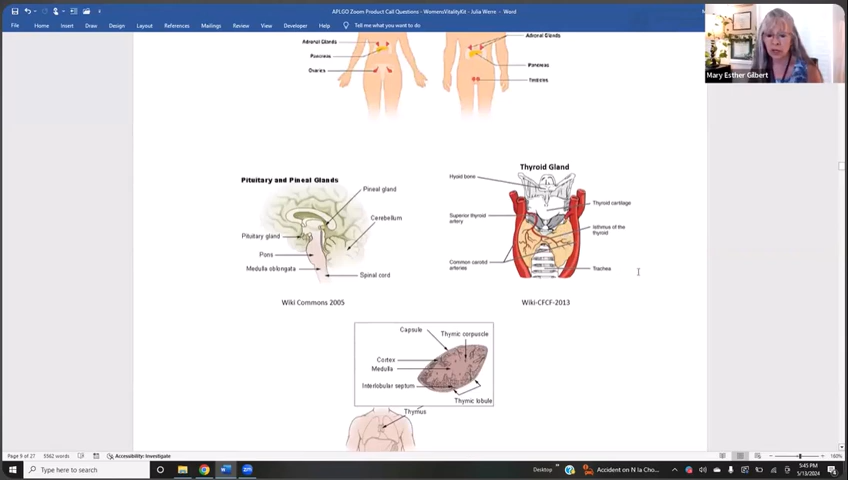 APLGO Zoom Product Call Questions - WomensVitalityKit - Julia Werre - Word
File Home Insert Draw Design Layout References Mailings Review View Developer Help Tell me what you want to do
Mary Esther Gilbert
Adrenal Glands
Pancreas
Ovaries
Adrenal Glands
Pancreas
Testicles
Pituitary and Pineal Glands
Pineal gland
Cerebellum
Pituitary gland
Pons
Medulla oblongata
Spinal cord
Wiki Commons 2005
Thyroid Gland
Hyoid bone
Thyroid cartilage
Superior thyroid
artery
Isthmus of the
thyroid
Common carotid
arteries
Trachea
Wiki-CFCF-2013
Capsule
Thymic corpuscle
Cortex
Medulla
Interlobular septum
Thymic lobule
Thymus
Page 9 of 27 5562 words Accessibility: Investigate
160%
Type here to search
Desktop
Accident on N la Cho...
5:45 PM
5/13/2024